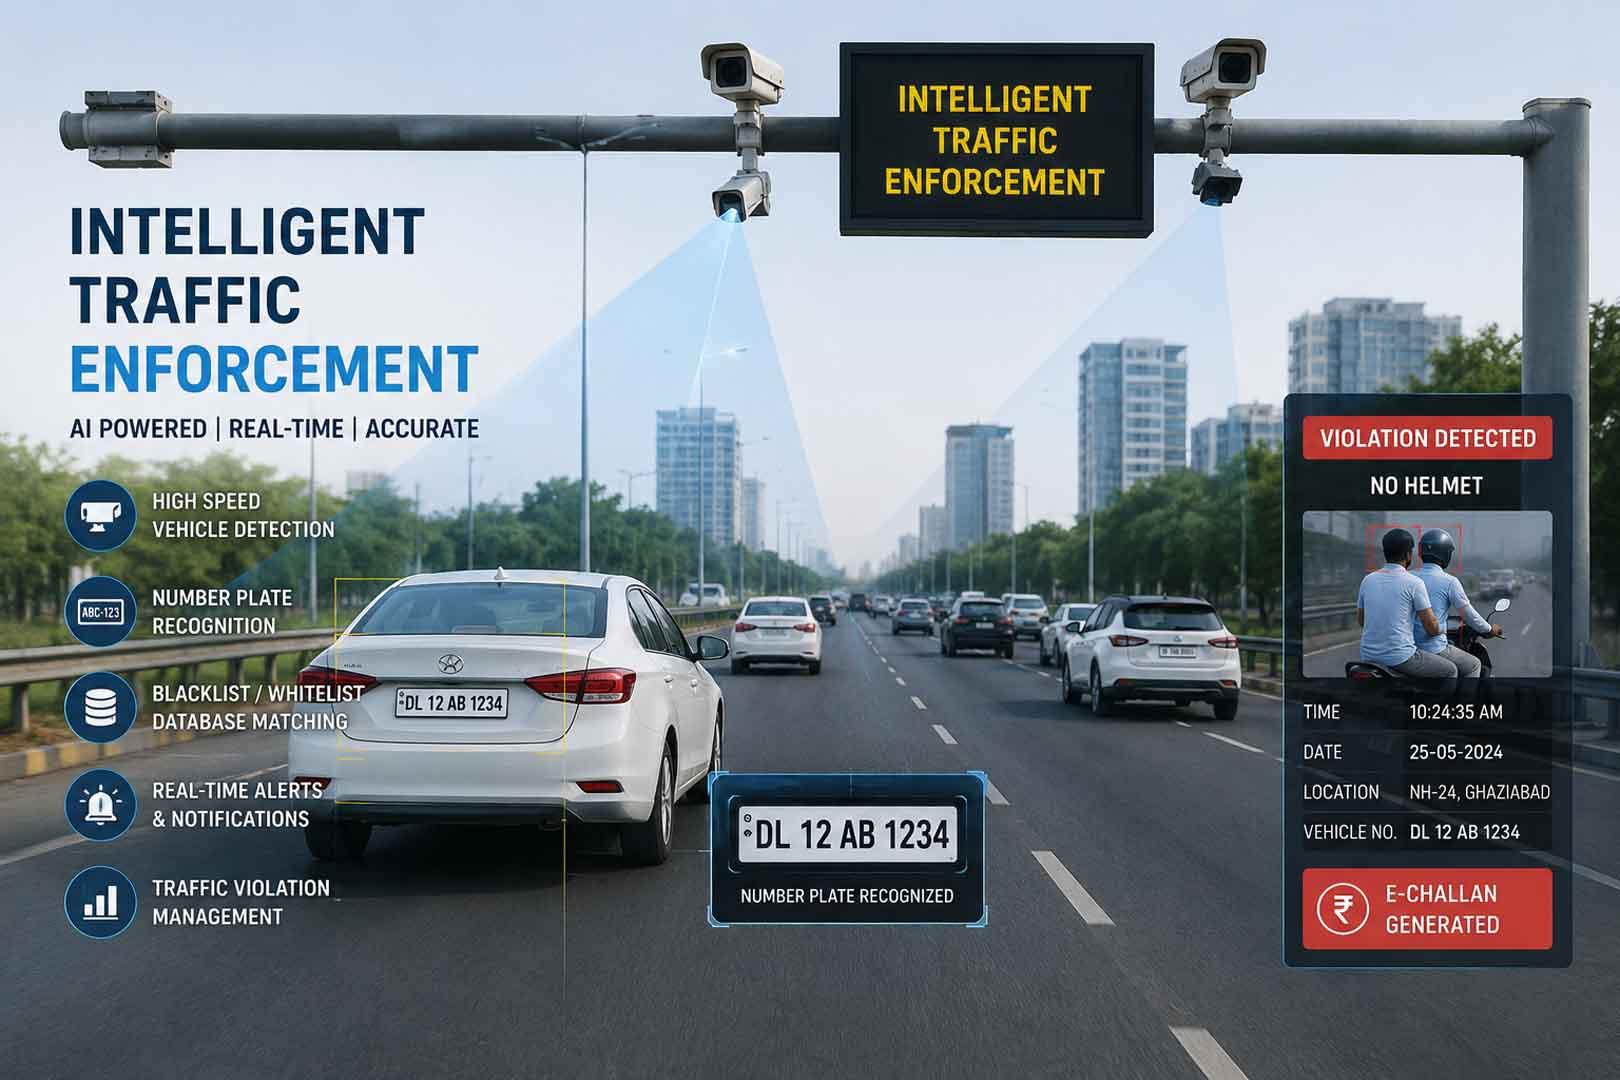 INTELLIGENT
TRAFFIC
ENFORCEMENT
INTELLIGENT
TRAFFIC
ENFORCEMENT
AI POWERED | REAL-TIME | ACCURATE
HIGH SPEED
VEHICLE DETECTION
ABC-123
NUMBER PLATE
RECOGNITION
BLACKLIST / WHITELIST
DATABASE MATCHING
REAL-TIME ALERTS
& NOTIFICATIONS
TRAFFIC VIOLATION
MANAGEMENT
DL 12 AB 1234
DL 12 AB 1234
NUMBER PLATE RECOGNIZED
VIOLATION DETECTED
NO HELMET
TIME 10:24:35 AM
DATE 25-05-2024
LOCATION NH-24, GHAZIABAD
VEHICLE NO. DL 12 AB 1234
₹ E-CHALLAN
GENERATED